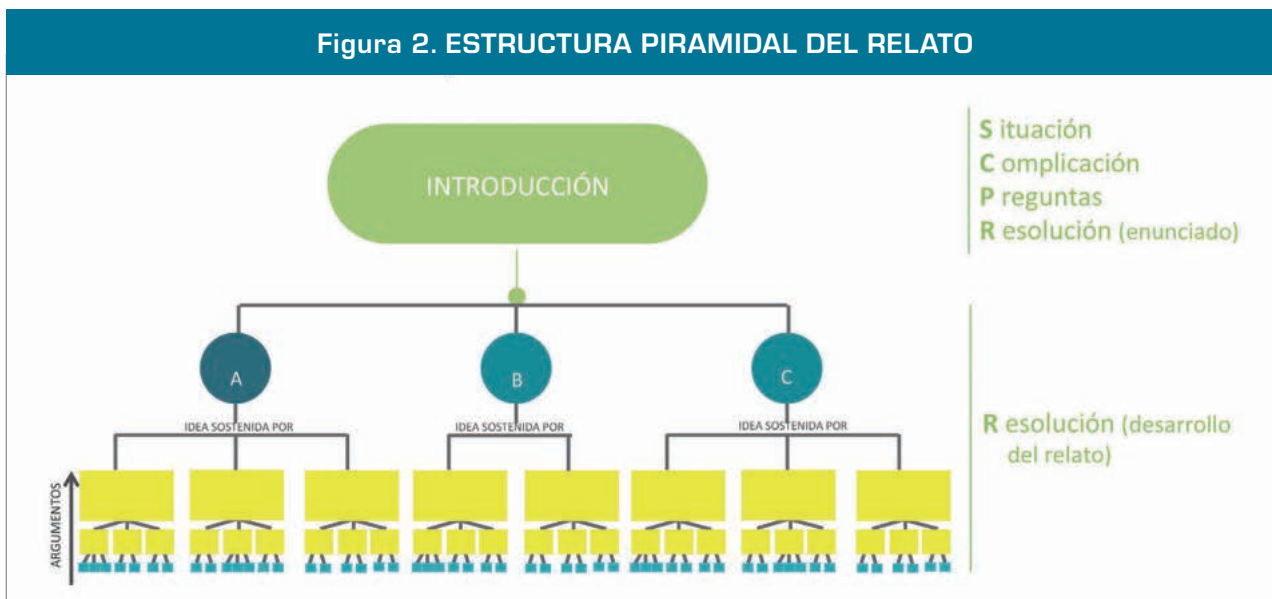 Figura 2. ESTRUCTURA PIRAMIDAL DEL RELATO
INTRODUCCIÓN
S ituación
C omplicación
P reguntas
R esolución (enunciado)
A
B
C
IDEA SOSTENIDA POR
IDEA SOSTENIDA POR
IDEA SOSTENIDA POR
R esolución (desarrollo
del relato)
ARGUMENTOS